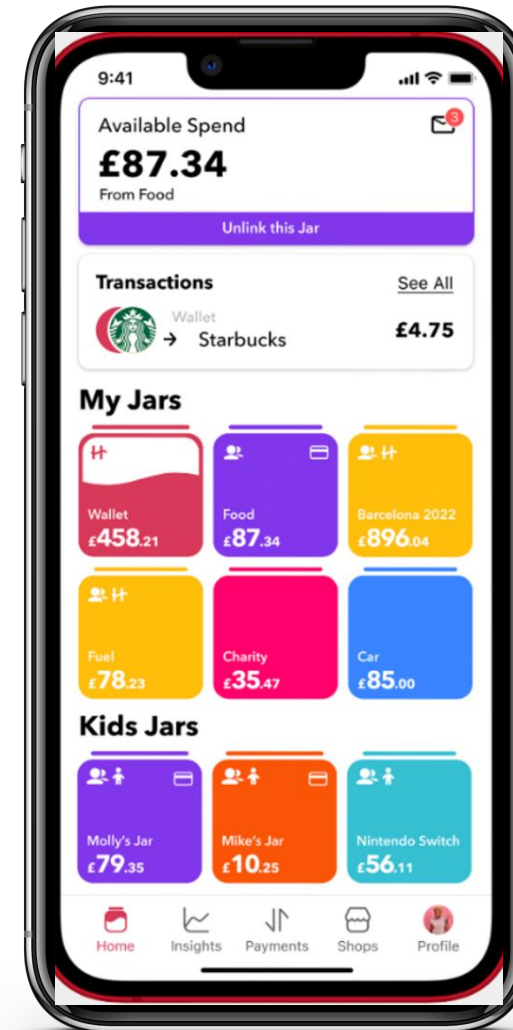 9:41
Available Spend
3
£87.34
From Food
Unlink this Jar
Transactions
See All
Wallet
→ Starbucks
£4.75
My Jars
Wallet
£458.21
Food
£87.34
Barcelona 2022
£896.04
Fuel
£78.23
Charity
£35.47
Car
£85.00
Kids Jars
Molly's Jar
£79.35
Mike's Jar
£10.25
Nintendo Switch
£56.11
Home
Insights
Payments
Shops
Profile